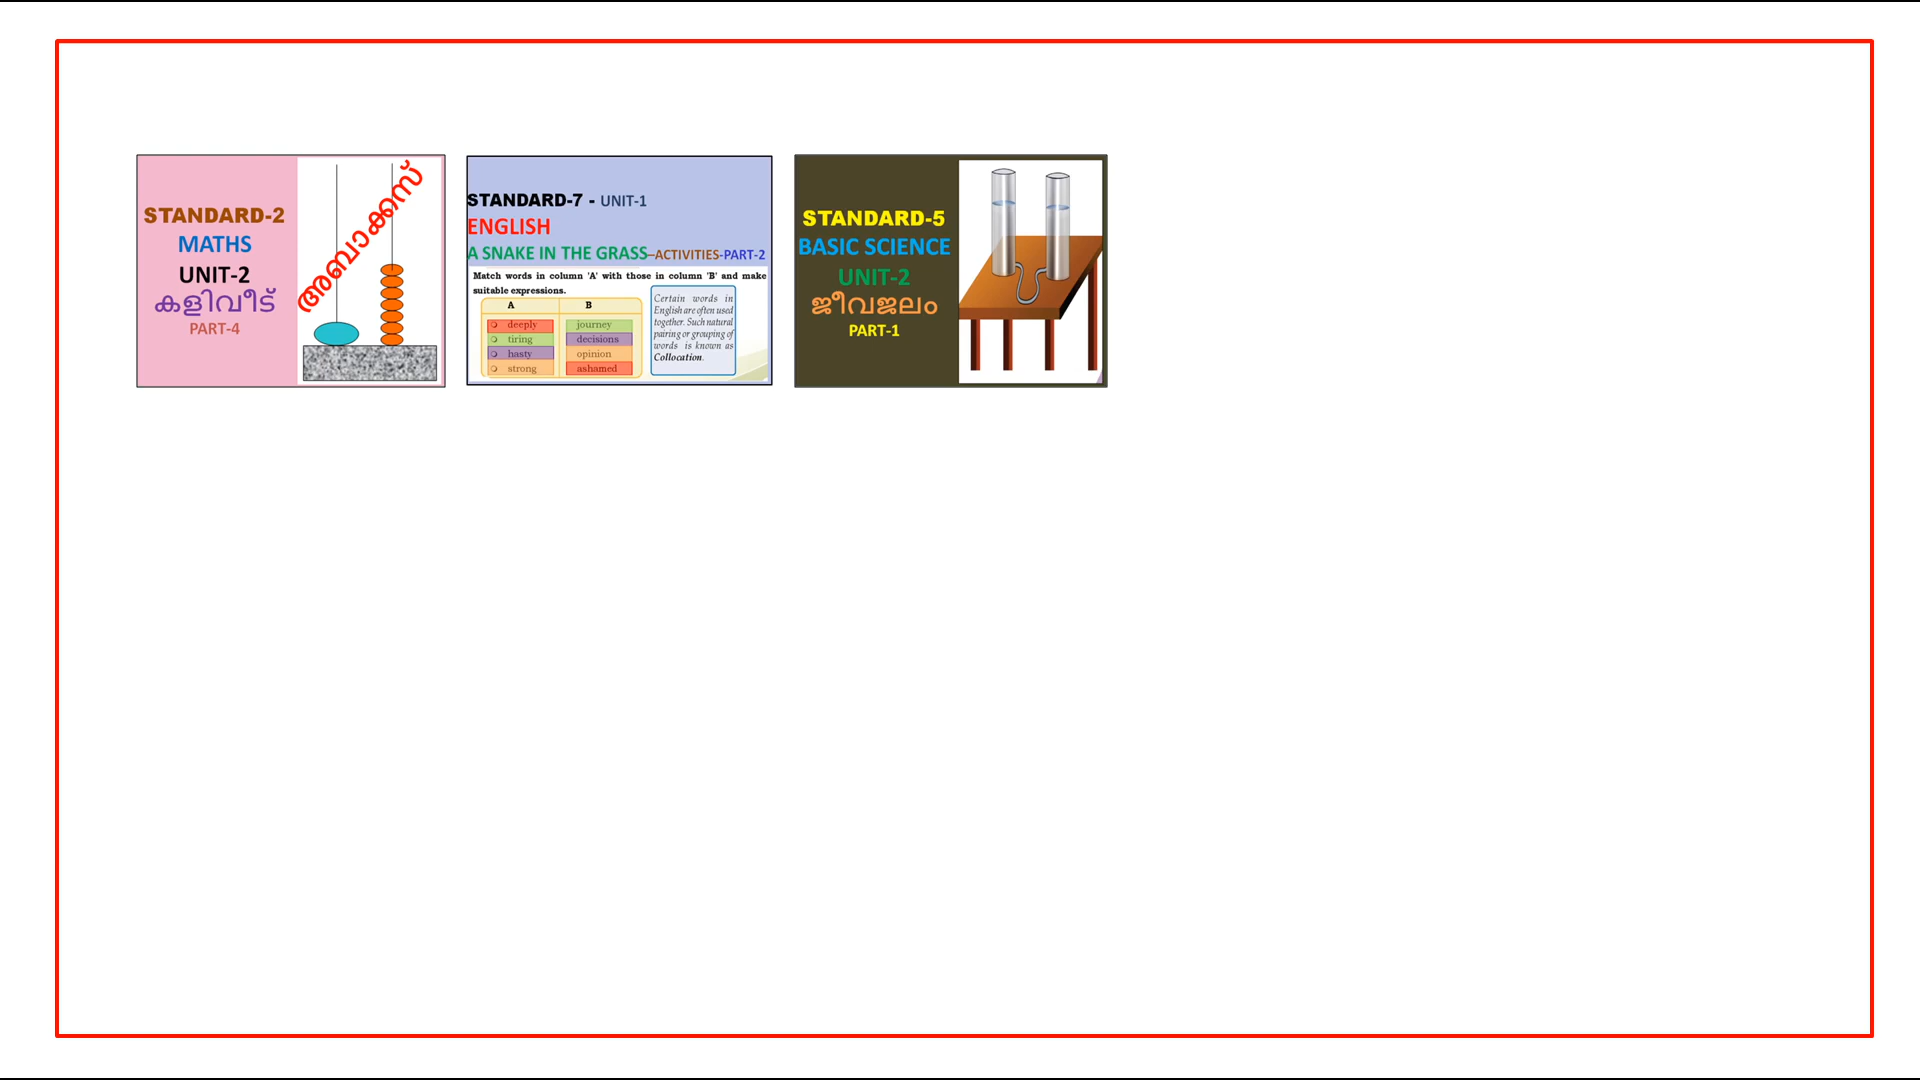 STANDARD-2
MATHS
UNIT-2
കളിവീട്
PART-4
അബാക്കസ്
STANDARD-7 - UNIT-1
ENGLISH
A SNAKE IN THE GRASS–ACTIVITIES-PART-2
Match words in column 'A' with those in column 'B' and make
suitable expressions.
A B
deeply journey
tiring decisions
hasty opinion
strong ashamed
Certain words in
English are often used
together. Such natural
pairing or grouping of
words is known as
Collocation.
STANDARD-5
BASIC SCIENCE
UNIT-2
ജീവജലം
PART-1